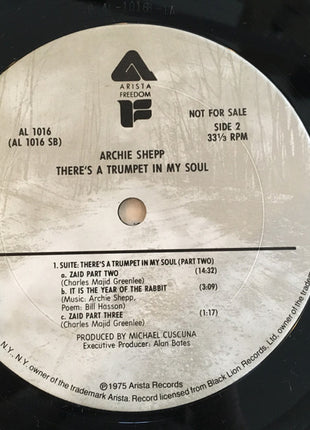 AL-1016
ARISTA
FREEDOM
F
AL 1016
(AL 1016 SB)
NOT FOR SALE
SIDE 2
33⅓ RPM
ARCHIE SHEPP
THERE'S A TRUMPET IN MY SOUL
1. SUITE: THERE'S A TRUMPET IN MY SOUL (PART TWO)
a. ZAID PART TWO (14:32)
(Charles Majid Greenlee)
b. IT IS THE YEAR OF THE RABBIT (3:09)
(Music: Archie Shepp,
Poem: Bill Hasson)
c. ZAID PART THREE (1:17)
(Charles Majid Greenlee)
PRODUCED BY MICHAEL CUSCUNA
Executive Producer: Alan Bates
℗1975 Arista Records
N.Y., N.Y. owner of the trademark Arista. Record licensed from Black Lion Records, Ltd. owner of the trademark